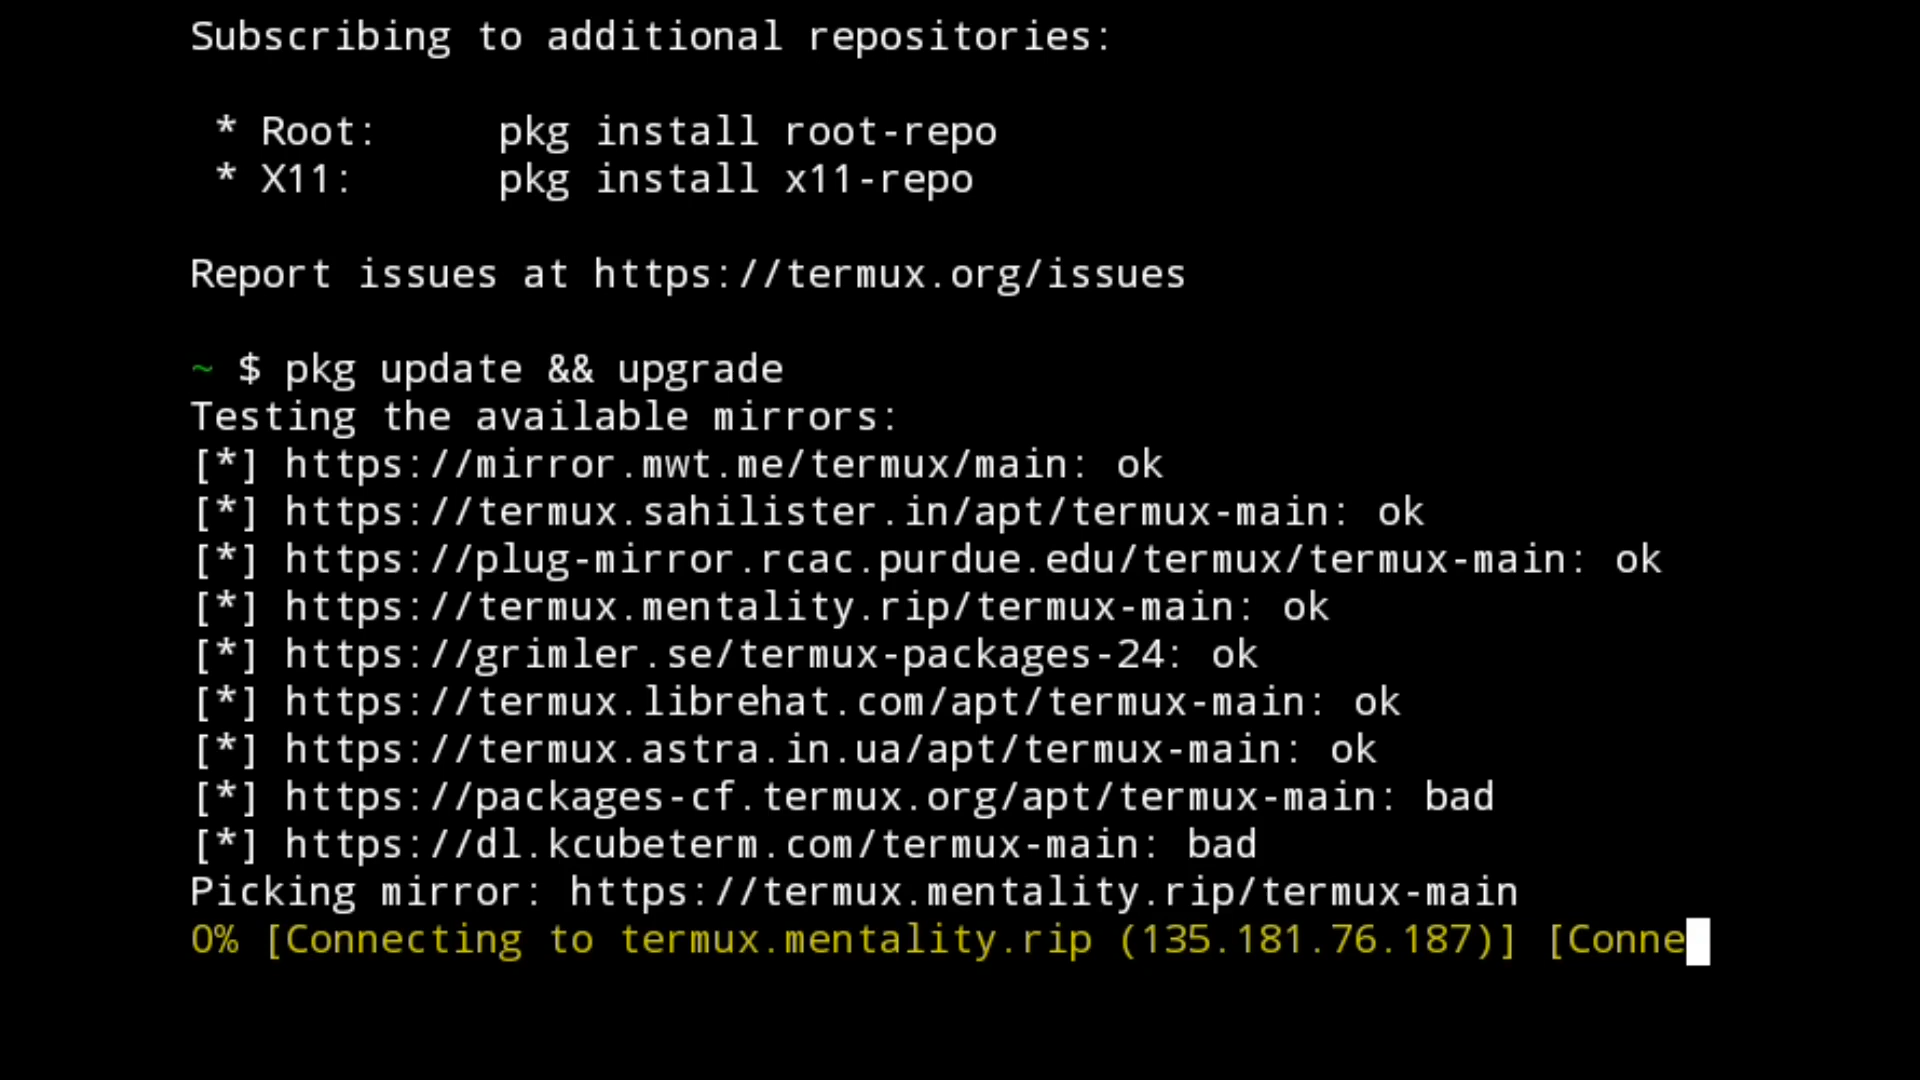 Subscribing to additional repositories:
* Root: pkg install root-repo
* X11: pkg install x11-repo
Report issues at https://termux.org/issues
~ $ pkg update && upgrade
Testing the available mirrors:
[*] https://mirror.mwt.me/termux/main: ok
[*] https://termux.sahilister.in/apt/termux-main: ok
[*] https://plug-mirror.rcac.purdue.edu/termux/termux-main: ok
[*] https://termux.mentality.rip/termux-main: ok
[*] https://grimler.se/termux-packages-24: ok
[*] https://termux.librehat.com/apt/termux-main: ok
[*] https://termux.astra.in.ua/apt/termux-main: ok
[*] https://packages-cf.termux.org/apt/termux-main: bad
[*] https://dl.kcubeterm.com/termux-main: bad
Picking mirror: https://termux.mentality.rip/termux-main
0% [Connecting to termux.mentality.rip (135.181.76.187)] [Conne